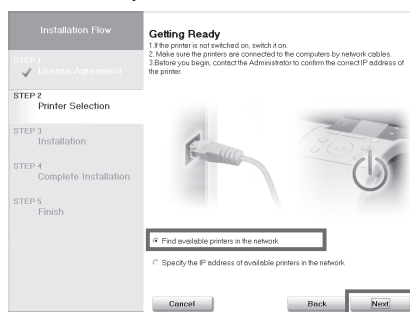 Installation Flow
STEP 1
License Agreement
STEP 2
Printer Selection
STEP 3
Installation
STEP 4
Complete Installation
STEP 5
Finish
Getting Ready
1.If the printer is not switched on, switch it on.
2. Make sure the printers are connected to the computers by network cables.
3.Before you begin, contact the Administrator to confirm the correct IP address of
the printer.
Find available printers in the network
Specify the IP address of available printers in the network.
Cancel
Back
Next